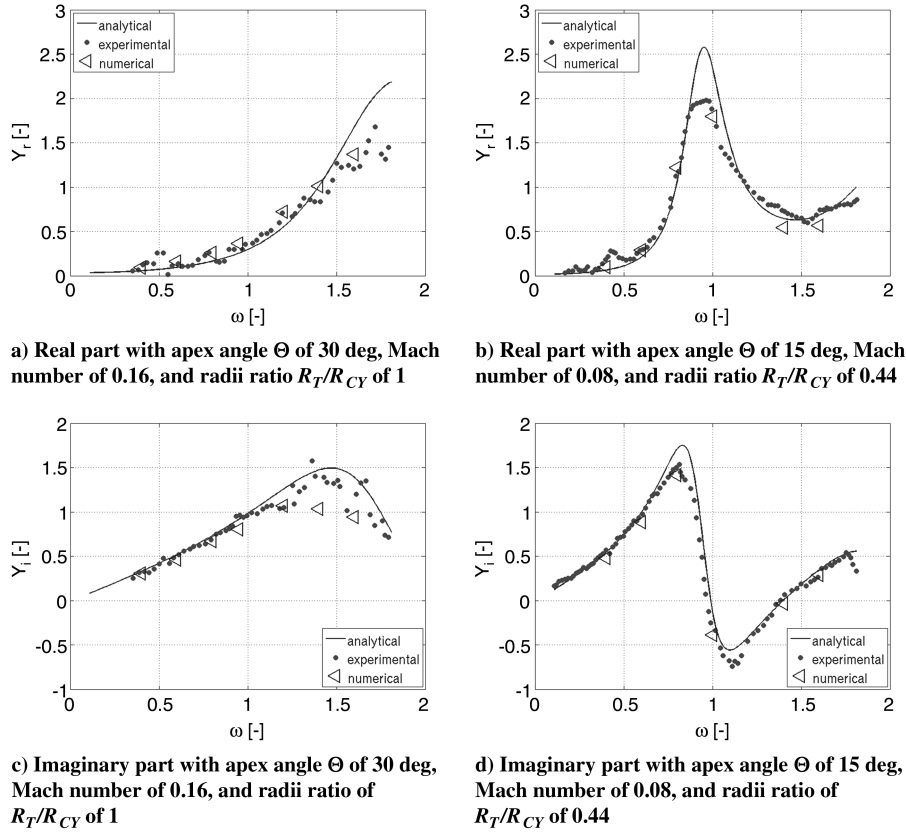 3
2.5
2
1.5
1
0.5
0
0 0.5 1 1.5 2
Y_r [-]
ω [-]
analytical
experimental
numerical
a) Real part with apex angle Θ of 30 deg, Mach
number of 0.16, and radii ratio R_T/R_CY of 1
3
2.5
2
1.5
1
0.5
0
0 0.5 1 1.5 2
Y_r [-]
ω [-]
analytical
experimental
numerical
b) Real part with apex angle Θ of 15 deg, Mach
number of 0.08, and radii ratio R_T/R_CY of 0.44
2
1.5
1
0.5
0
-0.5
-1
0 0.5 1 1.5 2
Y_i [-]
ω [-]
analytical
experimental
numerical
c) Imaginary part with apex angle Θ of 30 deg,
Mach number of 0.16, and radii ratio of
R_T/R_CY of 1
2
1.5
1
0.5
0
-0.5
-1
0 0.5 1 1.5 2
Y_i [-]
ω [-]
analytical
experimental
numerical
d) Imaginary part with apex angle Θ of 15 deg,
Mach number of 0.08, and radii ratio of
R_T/R_CY of 0.44